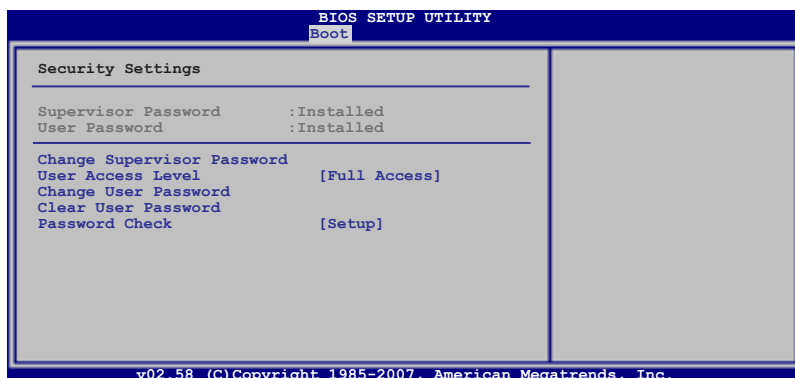 BIOS SETUP UTILITY
Boot
Security Settings
Supervisor Password :Installed
User Password :Installed
Change Supervisor Password
User Access Level [Full Access]
Change User Password
Clear User Password
Password Check [Setup]
v02.58 (C)Copyright 1985-2007, American Megatrends, Inc.